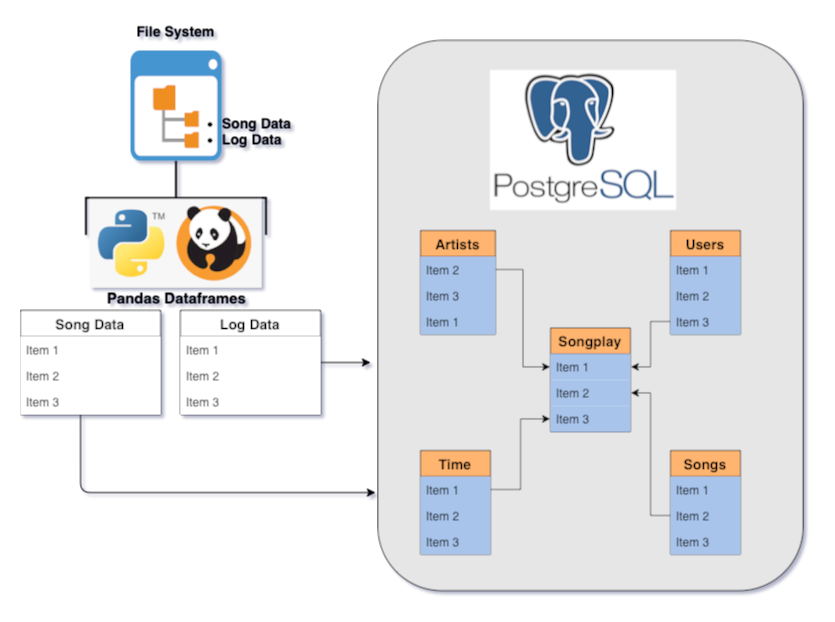 File System
• Song Data
• Log Data
TM
Pandas Dataframes
Song Data
Item 1
Item 2
Item 3
Log Data
Item 1
Item 2
Item 3
PostgreSQL
Artists
Item 2
Item 3
Item 1
Users
Item 1
Item 2
Item 3
Songplay
Item 1
Item 2
Item 3
Time
Item 1
Item 2
Item 3
Songs
Item 1
Item 2
Item 3